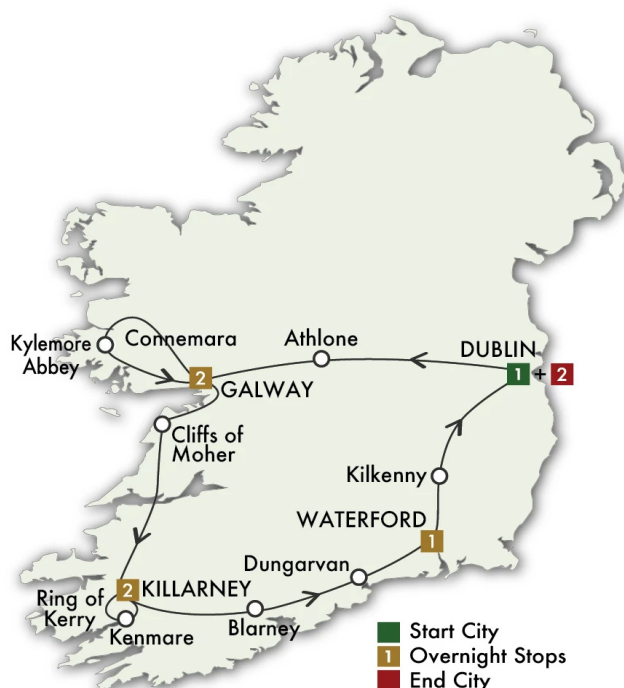 DUBLIN
1 + 2
Athlone
Connemara
Kylemore
Abbey
2
GALWAY
Cliffs of
Moher
Kilkenny
WATERFORD
1
Dungarvan
2 KILLARNEY
Ring of
Kerry
Kenmare
Blarney
Start City
1 Overnight Stops
End City